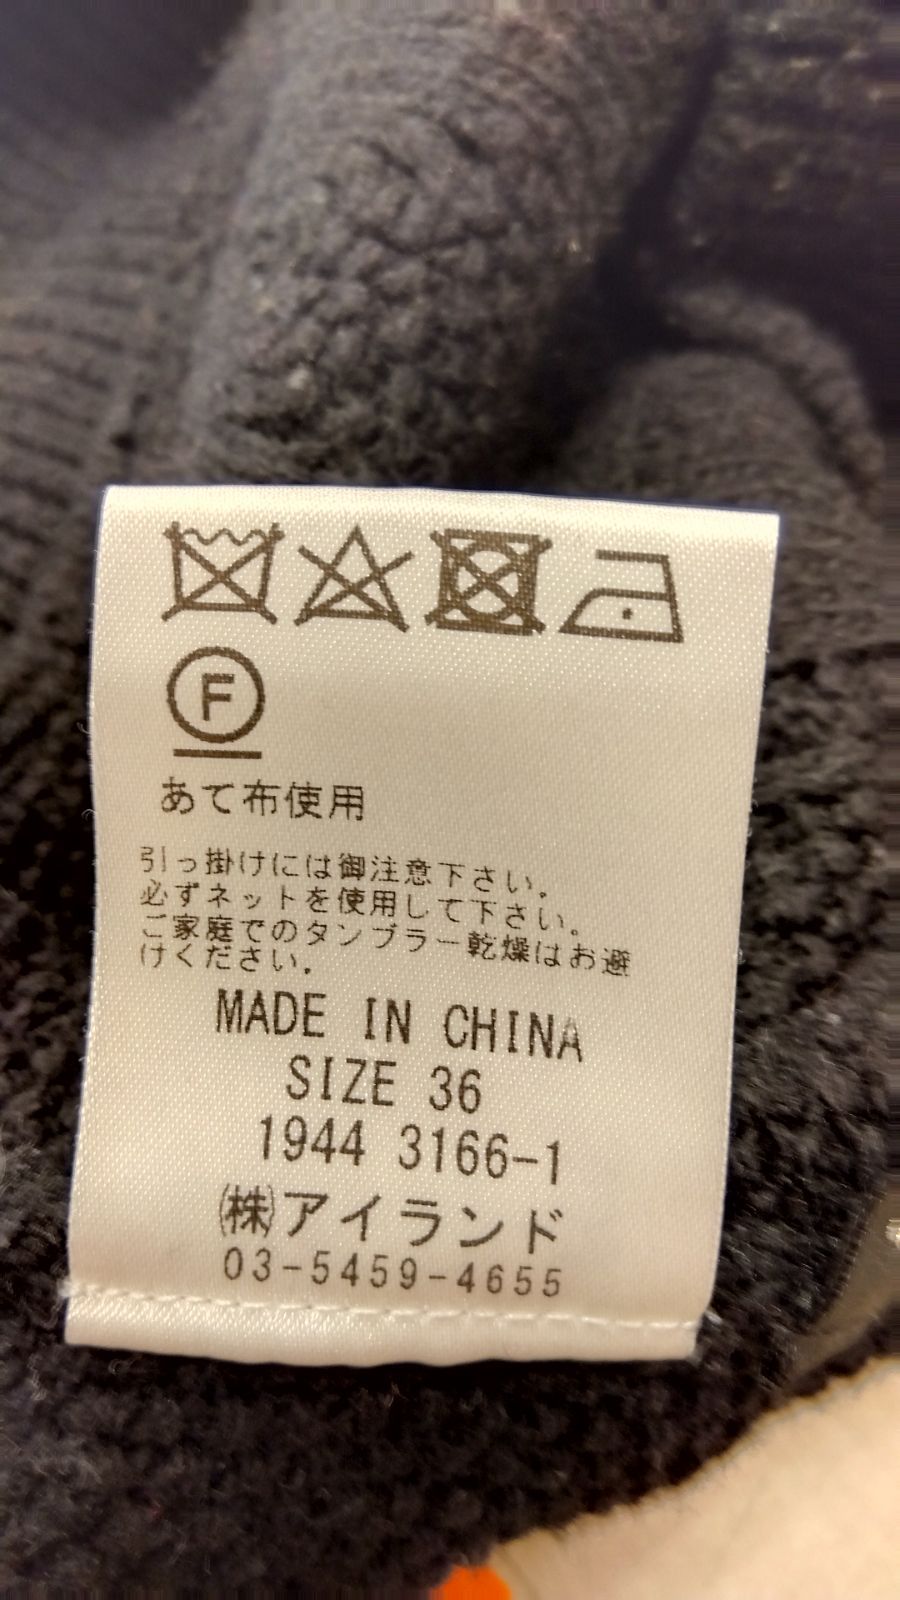 F
あて布使用
引っ掛けには御注意下さい。
必ずネットを使用して下さい。
ご家庭でのタンブラー乾燥はお避
けください。
MADE IN CHINA
SIZE 36
1944 3166-1
㈱アイランド
03-5459-4655